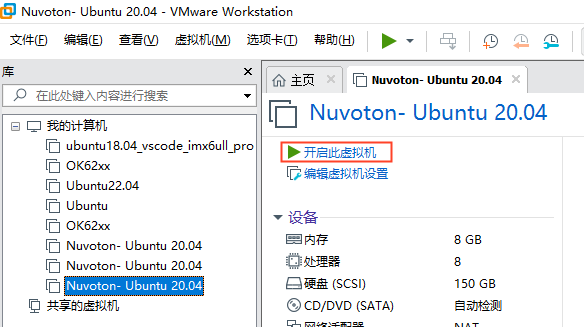 Nuvoton- Ubuntu 20.04 - VMware Workstation
文件(F) 编辑(E) 查看(V) 虚拟机(M) 选项卡(T) 帮助(H)
库
在此处键入内容进行搜索
我的计算机
ubuntu18.04_vscode_imx6ull_pro
OK62xx
Ubuntu22.04
Ubuntu
OK62xx
Nuvoton- Ubuntu 20.04
Nuvoton- Ubuntu 20.04
Nuvoton- Ubuntu 20.04
共享的虚拟机
主页 Nuvoton- Ubuntu 20.04
Nuvoton- Ubuntu 20.04
开启此虚拟机
编辑虚拟机设置
设备
内存 8 GB
处理器 8
硬盘 (SCSI) 150 GB
CD/DVD (SATA) 自动检测
网络适配器 NAT